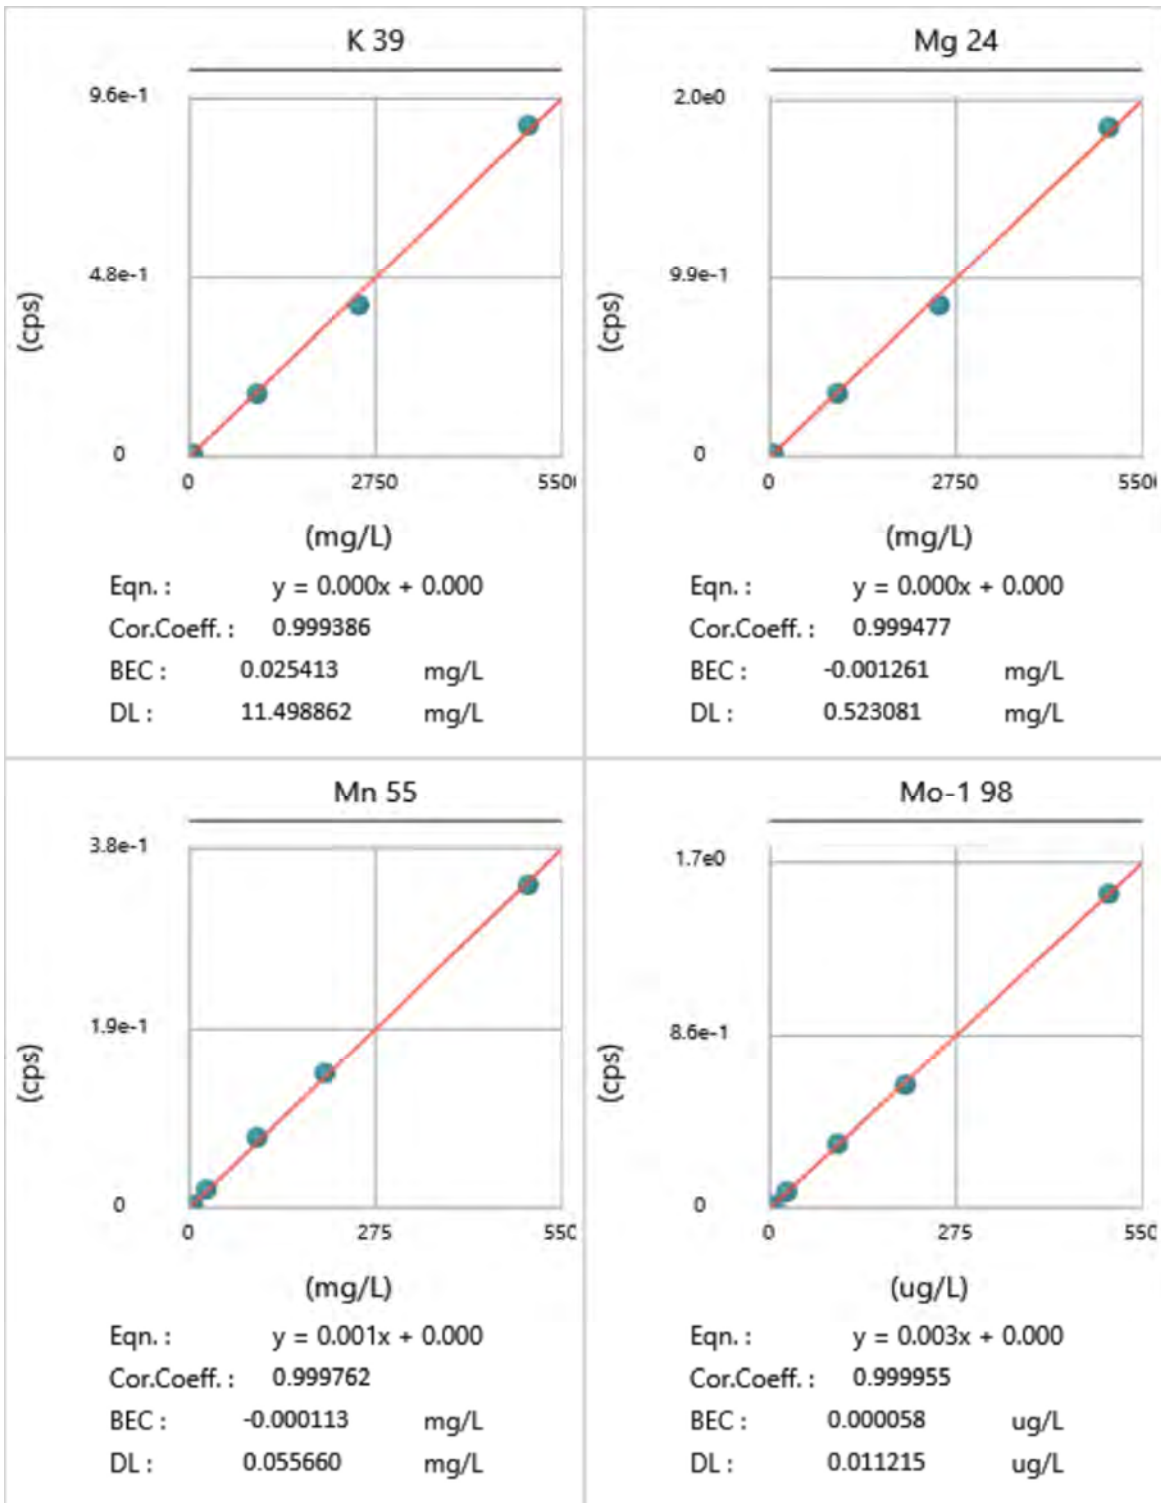 K 39
9.6e-1
4.8e-1
0
(cps)
0 2750 5500
(mg/L)
Eqn. : y = 0.000x + 0.000
Cor.Coeff. : 0.999386
BEC : 0.025413 mg/L
DL : 11.498862 mg/L
Mg 24
2.0e0
9.9e-1
0
(cps)
0 2750 5500
(mg/L)
Eqn. : y = 0.000x + 0.000
Cor.Coeff. : 0.999477
BEC : -0.001261 mg/L
DL : 0.523081 mg/L
Mn 55
3.8e-1
1.9e-1
0
(cps)
0 275 550
(mg/L)
Eqn. : y = 0.001x + 0.000
Cor.Coeff. : 0.999762
BEC : -0.000113 mg/L
DL : 0.055660 mg/L
Mo-1 98
1.7e0
8.6e-1
0
(cps)
0 275 550
(ug/L)
Eqn. : y = 0.003x + 0.000
Cor.Coeff. : 0.999955
BEC : 0.000058 ug/L
DL : 0.011215 ug/L